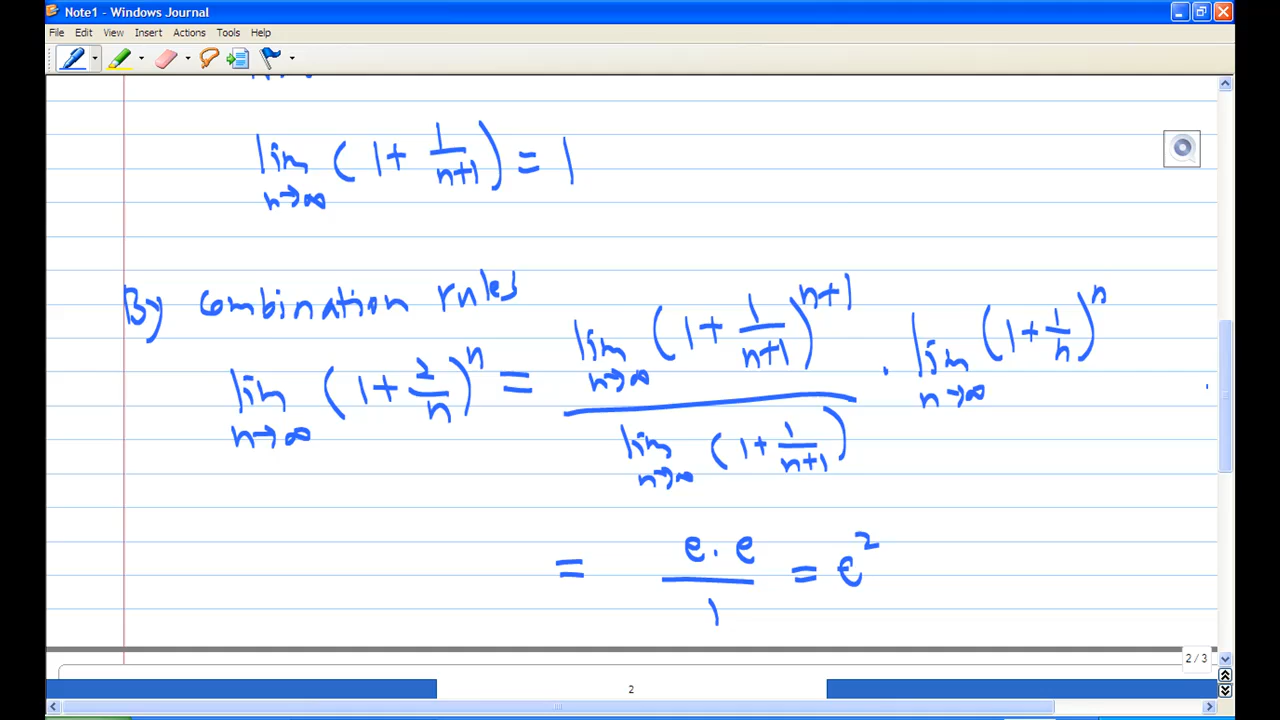 Note1 - Windows Journal
File Edit View Insert Actions Tools Help
lim n→∞ (1 + 1/(n+1)) = 1
By combination rules
lim n→∞ (1 + 2/n)^n = lim n→∞ (1 + 1/(n+1))^(n+1) / lim n→∞ (1 + 1/(n+1)) · lim n→∞ (1 + 1/n)^n
= e · e / 1 = e^2
2 / 3
2